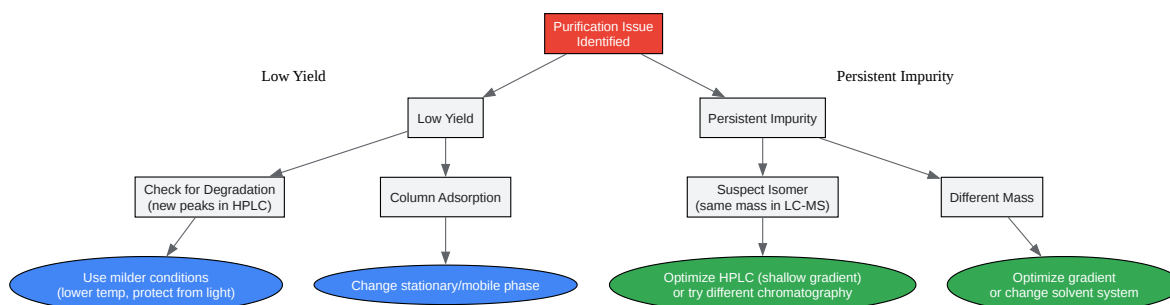 Purification Issue
Identified
Low Yield
Persistent Impurity
Low Yield
Persistent Impurity
Check for Degradation
(new peaks in HPLC)
Column Adsorption
Suspect Isomer
(same mass in LC-MS)
Different Mass
Use milder conditions
(lower temp, protect from light)
Change stationary/mobile phase
Optimize HPLC (shallow gradient)
or try different chromatography
Optimize gradient
or change solvent system